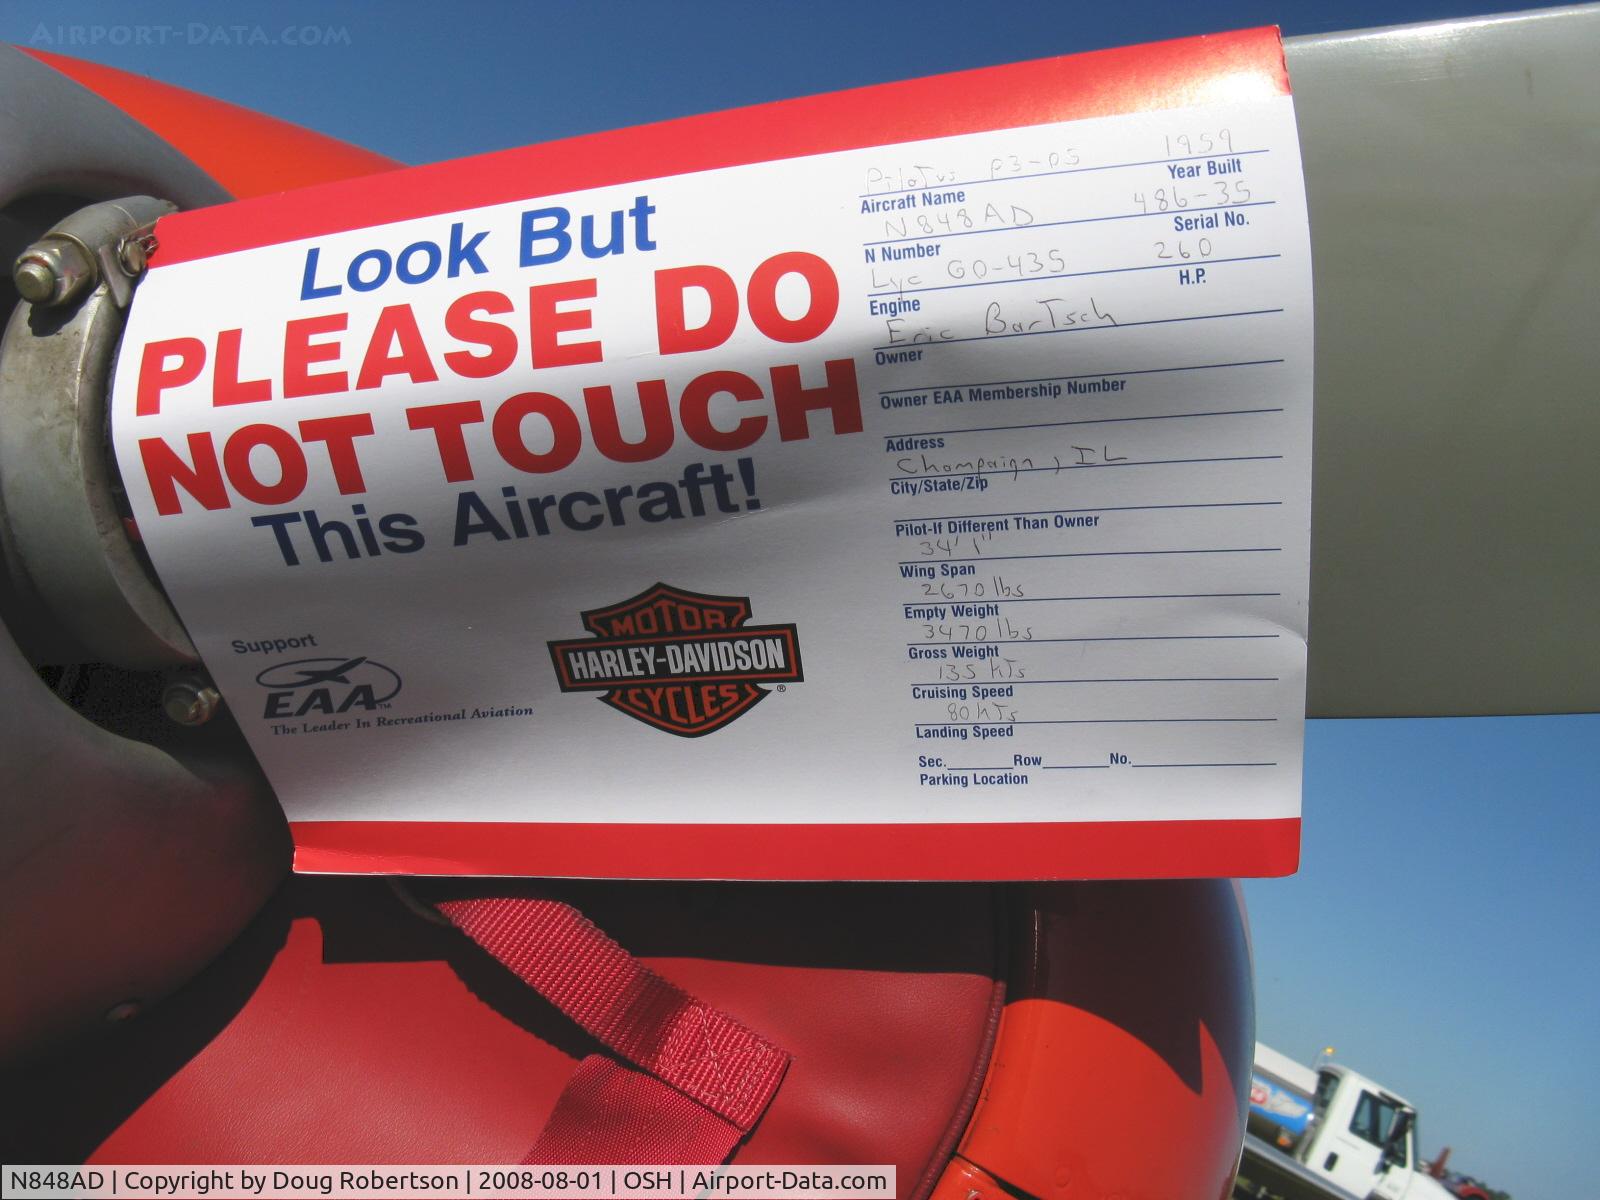 AIRPORT-DATA.COM
Look But
PLEASE DO
NOT TOUCH
This Aircraft!
Support
EAA™
The Leader In Recreational Aviation
MOTOR
HARLEY-DAVIDSON
CYCLES
®
Pilatus P3-05 1959
Aircraft Name Year Built
N848AD 486-35
N Number Serial No.
Lyc GO-435 260
Engine H.P.
Eric Bartsch
Owner
Owner EAA Membership Number
Address
Champaign, IL
City/State/Zip
Pilot-If Different Than Owner
34' 1"
Wing Span
2670 lbs
Empty Weight
3470 lbs
Gross Weight
135 kTs
Cruising Speed
80 kTs
Landing Speed
Sec. Row No.
Parking Location
N848AD | Copyright by Doug Robertson | 2008-08-01 | OSH | Airport-Data.com